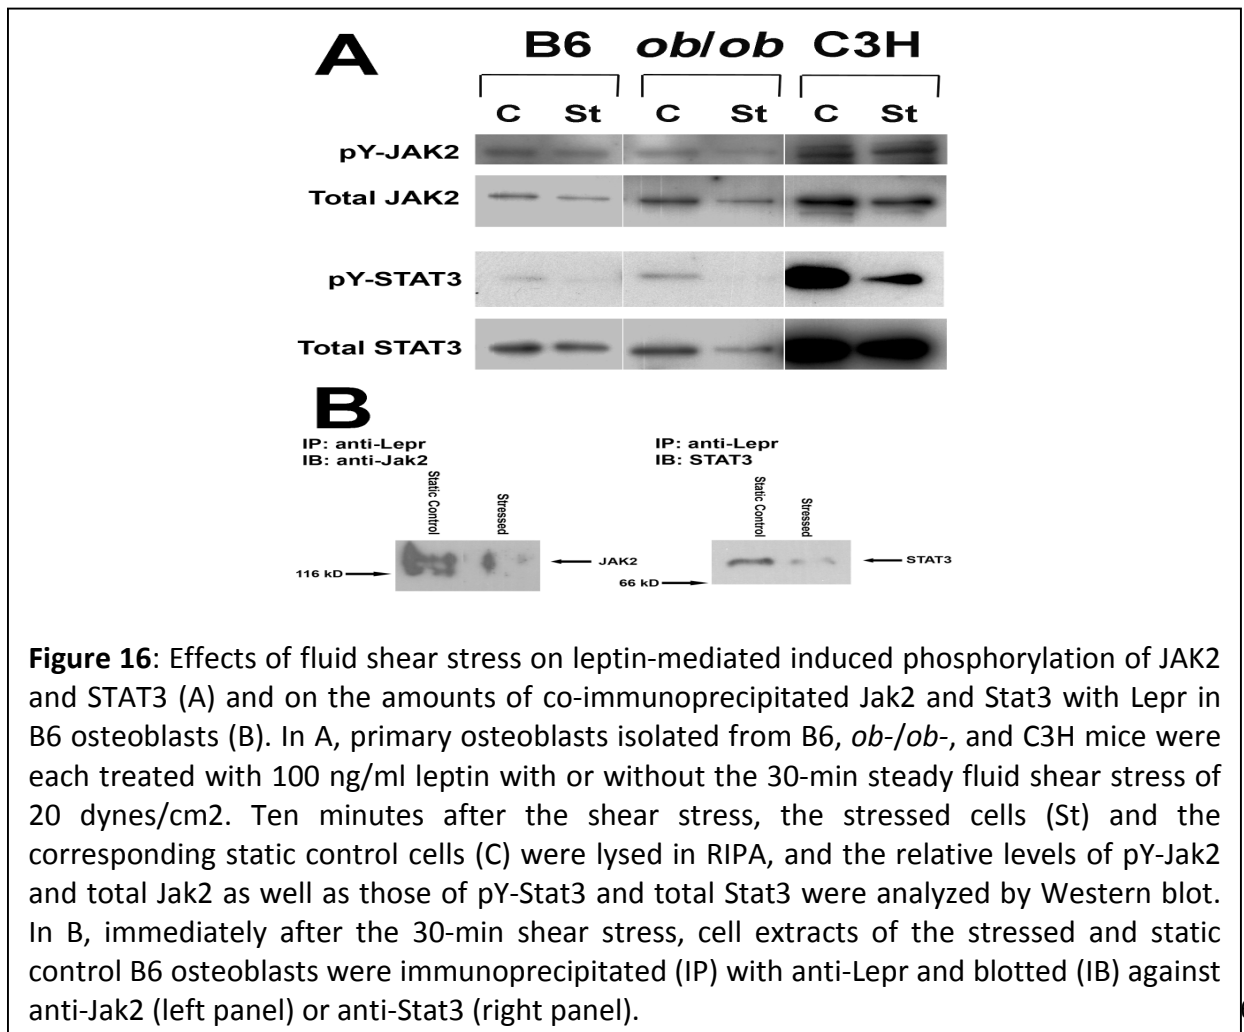 A
B6 ob/ob C3H
C St C St C St
pY-JAK2
Total JAK2
pY-STAT3
Total STAT3
B
IP: anti-Lepr
IB: anti-Jak2
Static Control
Stressed
116 kD
JAK2
IP: anti-Lepr
IB: STAT3
Static Control
Stressed
66 kD
STAT3
Figure 16: Effects of fluid shear stress on leptin-mediated induced phosphorylation of JAK2
and STAT3 (A) and on the amounts of co-immunoprecipitated Jak2 and Stat3 with Lepr in
B6 osteoblasts (B). In A, primary osteoblasts isolated from B6, ob-/ob-, and C3H mice were
each treated with 100 ng/ml leptin with or without the 30-min steady fluid shear stress of
20 dynes/cm2. Ten minutes after the shear stress, the stressed cells (St) and the
corresponding static control cells (C) were lysed in RIPA, and the relative levels of pY-Jak2
and total Jak2 as well as those of pY-Stat3 and total Stat3 were analyzed by Western blot.
In B, immediately after the 30-min shear stress, cell extracts of the stressed and static
control B6 osteoblasts were immunoprecipitated (IP) with anti-Lepr and blotted (IB) against
anti-Jak2 (left panel) or anti-Stat3 (right panel).